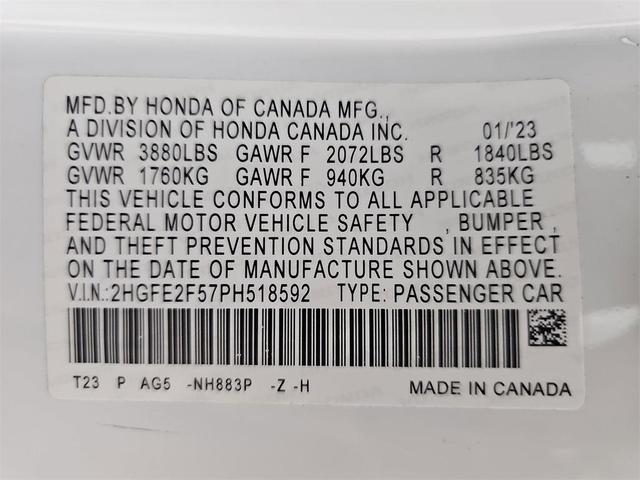 MFD.BY HONDA OF CANADA MFG.,
A DIVISION OF HONDA CANADA INC. 01/'23
GVWR 3880LBS GAWR F 2072LBS R 1840LBS
GVWR 1760KG GAWR F 940KG R 835KG
THIS VEHICLE CONFORMS TO ALL APPLICABLE
FEDERAL MOTOR VEHICLE SAFETY , BUMPER ,
AND THEFT PREVENTION STANDARDS IN EFFECT
ON THE DATE OF MANUFACTURE SHOWN ABOVE.
V.I.N.:2HGFE2F57PH518592 TYPE: PASSENGER CAR
T23 P AG5 -NH883P -Z -H MADE IN CANADA